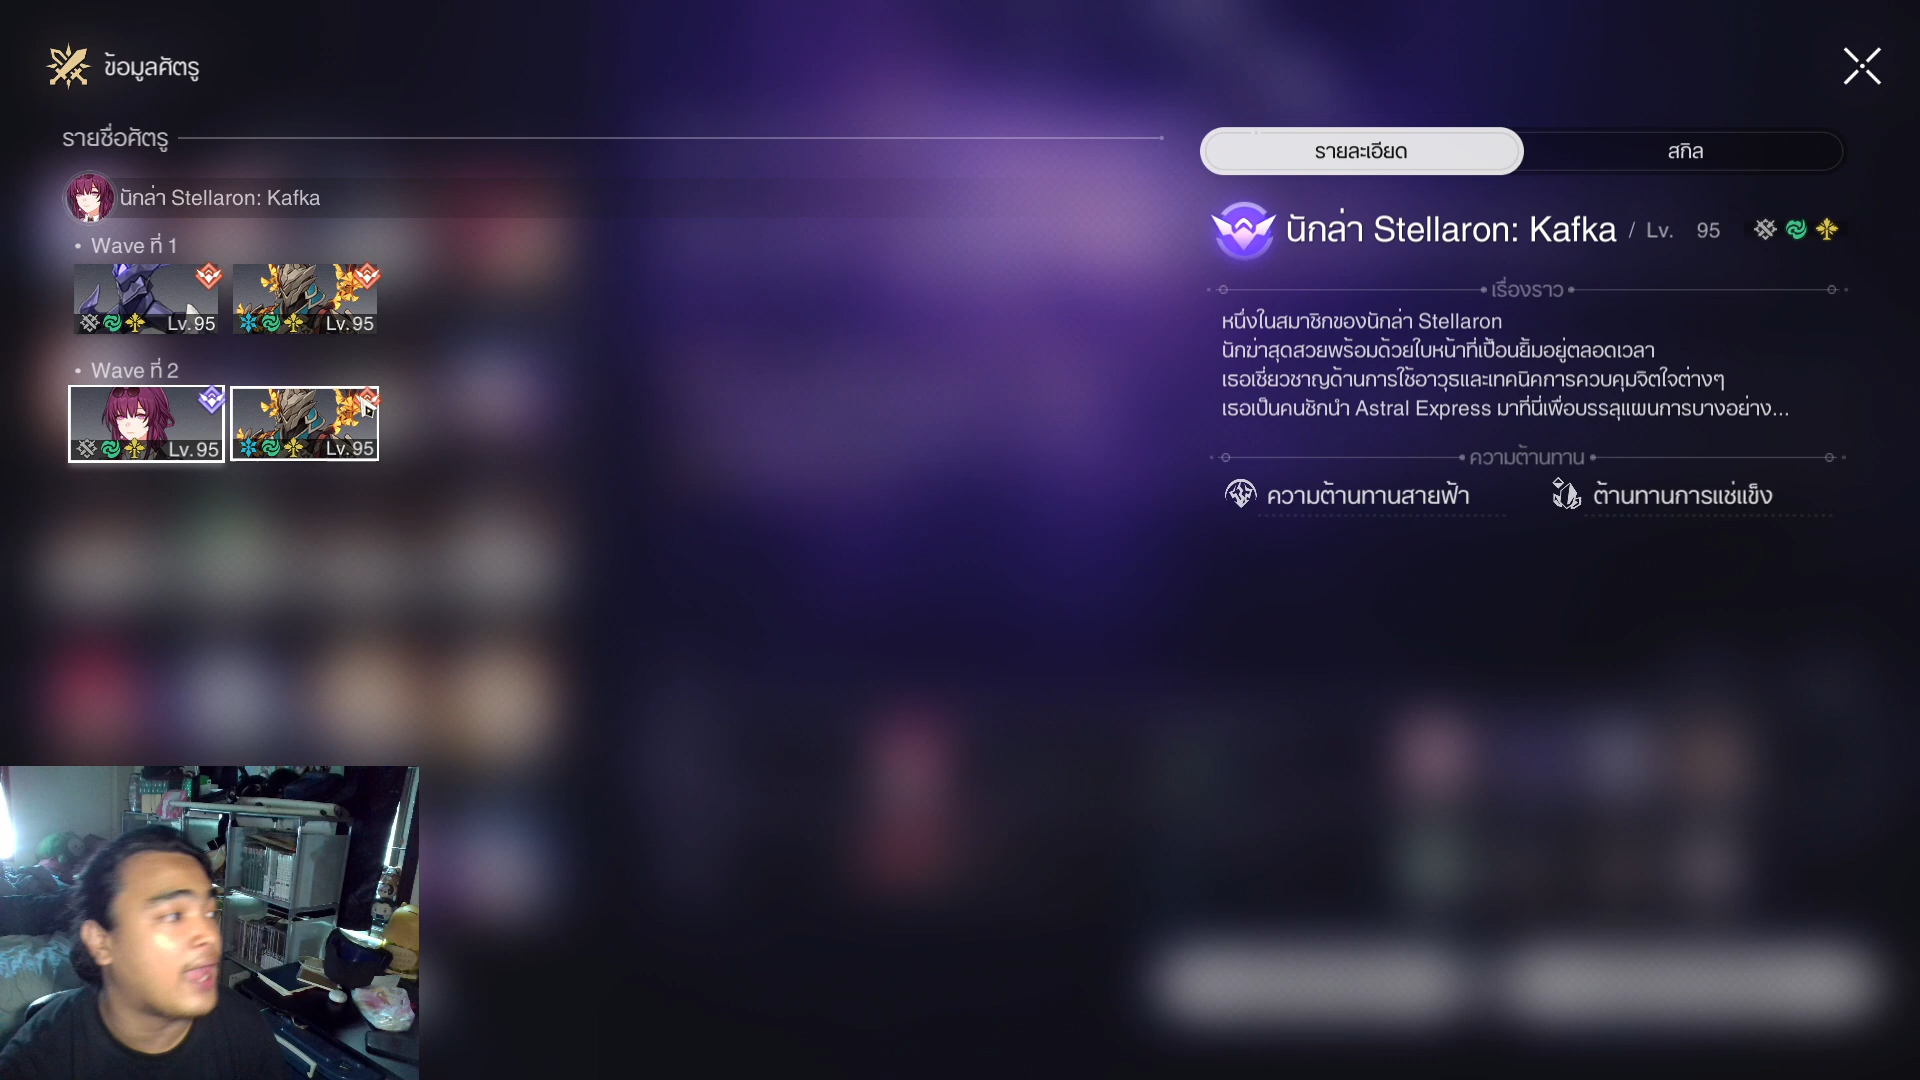 ข้อมูลศัตรู
รายชื่อศัตรู
นักล่า Stellaron: Kafka
• Wave ที่ 1
Lv.95
Lv.95
• Wave ที่ 2
Lv.95
Lv.95
รายละเอียด
สกิล
นักล่า Stellaron: Kafka / Lv. 95
เรื่องราว
หนึ่งในสมาชิกของนักล่า Stellaron
นักฆ่าสุดสวยพร้อมด้วยใบหน้าที่เปื้อนยิ้มอยู่ตลอดเวลา
เธอเชี่ยวชาญด้านการใช้อาวุธและเทคนิคการควบคุมจิตใจต่างๆ
เธอเป็นคนชักนำ Astral Express มาที่นี่เพื่อบรรลุแผนการบางอย่าง...
ความต้านทาน
ความต้านทานสายฟ้า
ต้านทานการแช่แข็ง